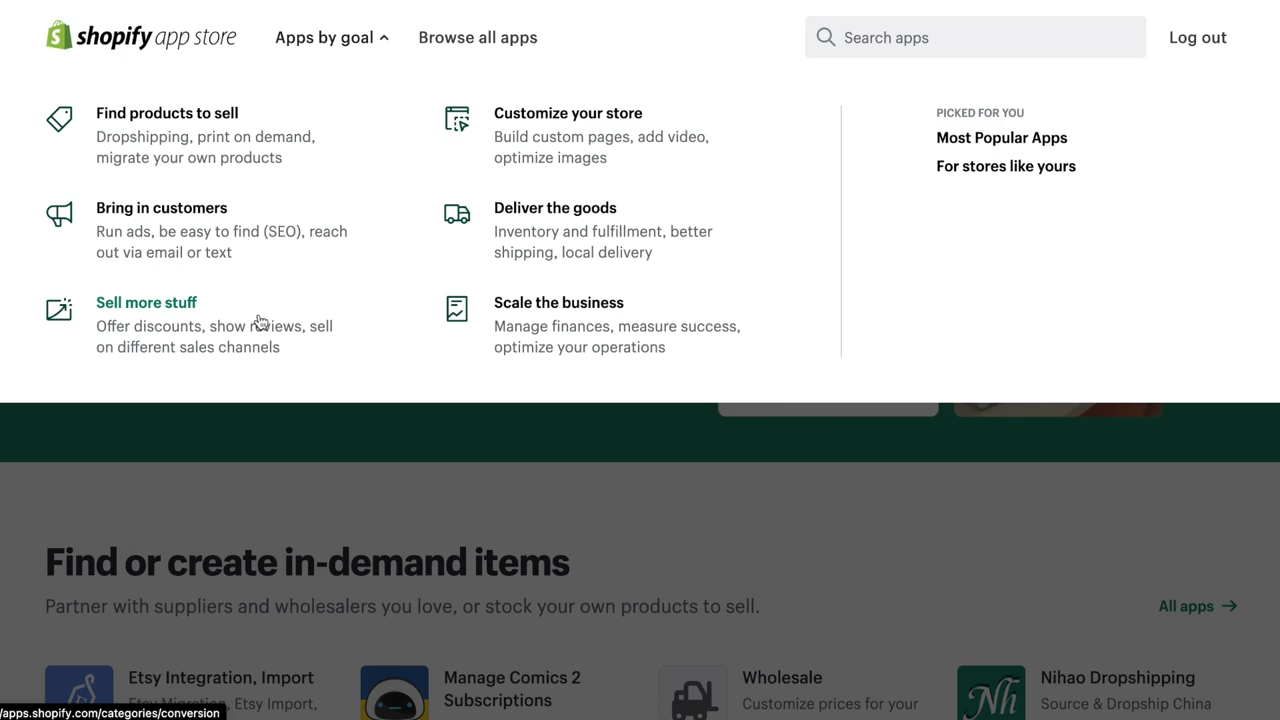 shopify app store
Apps by goal
Browse all apps
Search apps
Log out
Find products to sell
Dropshipping, print on demand,
migrate your own products
Customize your store
Build custom pages, add video,
optimize images
PICKED FOR YOU
Most Popular Apps
For stores like yours
Bring in customers
Run ads, be easy to find (SEO), reach
out via email or text
Deliver the goods
Inventory and fulfillment, better
shipping, local delivery
Sell more stuff
Offer discounts, show reviews, sell
on different sales channels
Scale the business
Manage finances, measure success,
optimize your operations
Find or create in-demand items
Partner with suppliers and wholesalers you love, or stock your own products to sell.
All apps
Etsy Integration, Import
Etsy Migration, Etsy Import,
Manage Comics 2
Subscriptions
Wholesale
Customize prices for your
Nh
Nihao Dropshipping
Source & Dropship China
/apps.shopify.com/categories/conversion